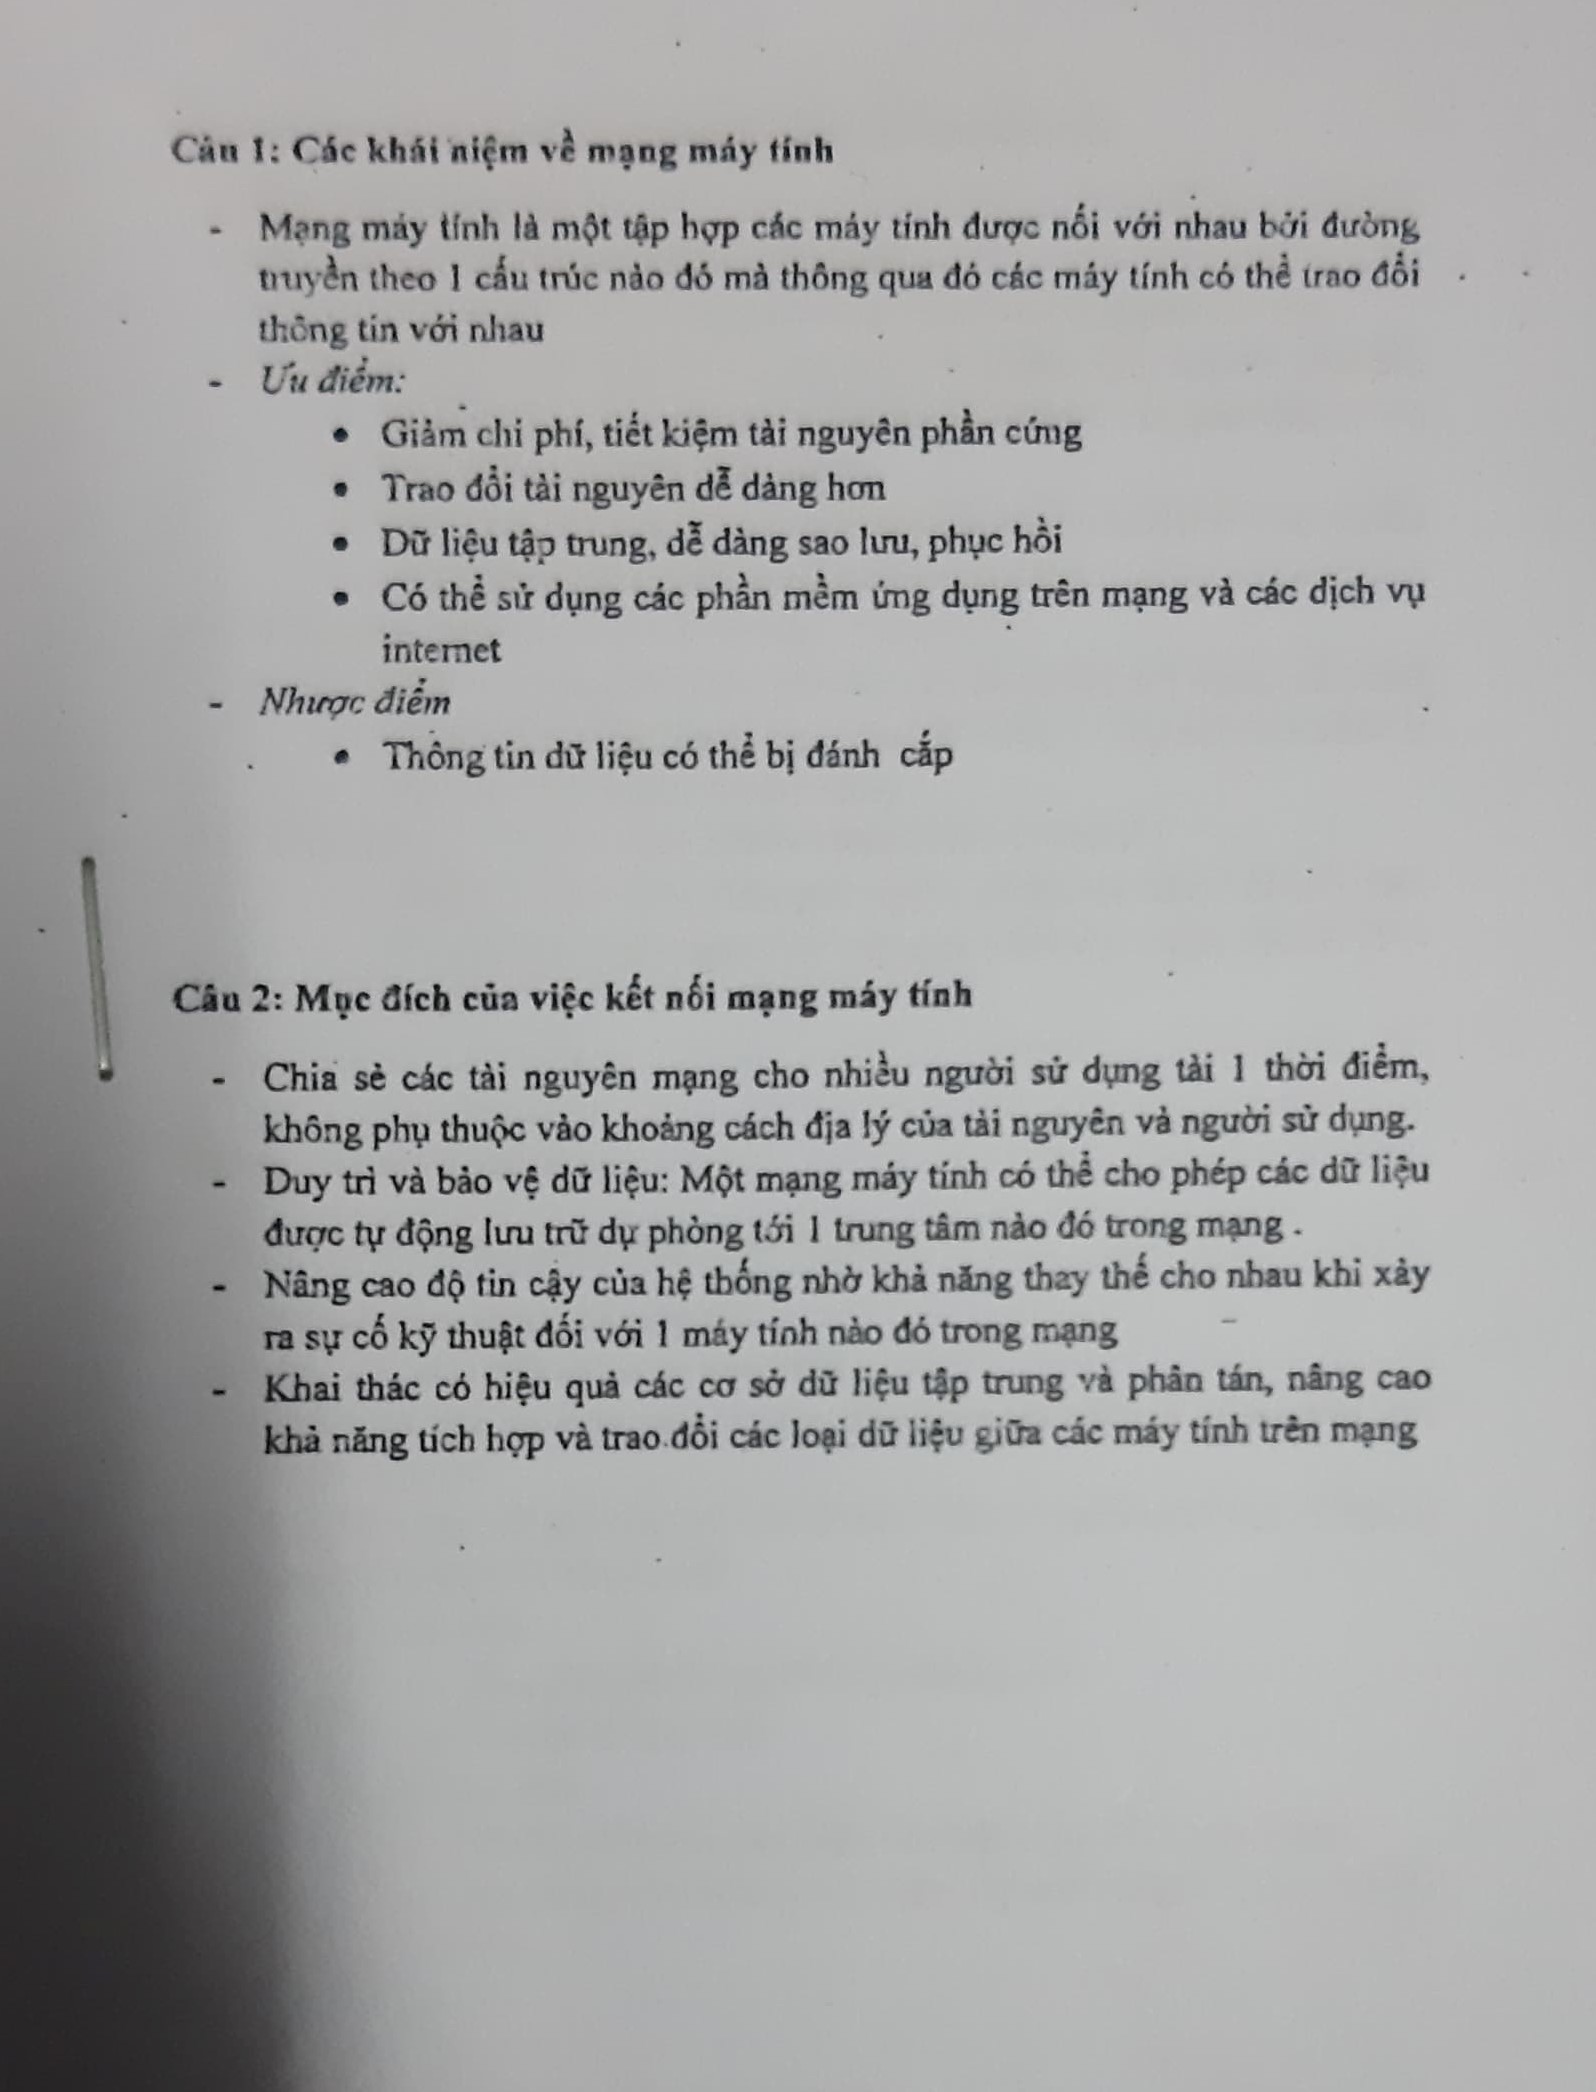 Câu 1: Các khái niệm về mạng máy tính
- Mạng máy tính là một tập hợp các máy tính được nối với nhau bởi đường
truyền theo 1 cấu trúc nào đó mà thông qua đó các máy tính có thể trao đổi
thông tin với nhau
- Ưu điểm:
• Giảm chi phí, tiết kiệm tài nguyên phần cứng
• Trao đổi tài nguyên dễ dàng hơn
• Dữ liệu tập trung, dễ dàng sao lưu, phục hồi
• Có thể sử dụng các phần mềm ứng dụng trên mạng và các dịch vụ
internet
- Nhược điểm
• Thông tin dữ liệu có thể bị đánh cắp
Câu 2: Mục đích của việc kết nối mạng máy tính
- Chia sẻ các tài nguyên mạng cho nhiều người sử dụng tài 1 thời điểm,
không phụ thuộc vào khoảng cách địa lý của tài nguyên và người sử dụng.
- Duy trì và bảo vệ dữ liệu: Một mạng máy tính có thể cho phép các dữ liệu
được tự động lưu trữ dự phòng tới 1 trung tâm nào đó trong mạng .
- Nâng cao độ tin cậy của hệ thống nhờ khả năng thay thế cho nhau khi xảy
ra sự cố kỹ thuật đối với 1 máy tính nào đó trong mạng
- Khai thác có hiệu quả các cơ sở dữ liệu tập trung và phân tán, nâng cao
khả năng tích hợp và trao đổi các loại dữ liệu giữa các máy tính trên mạng